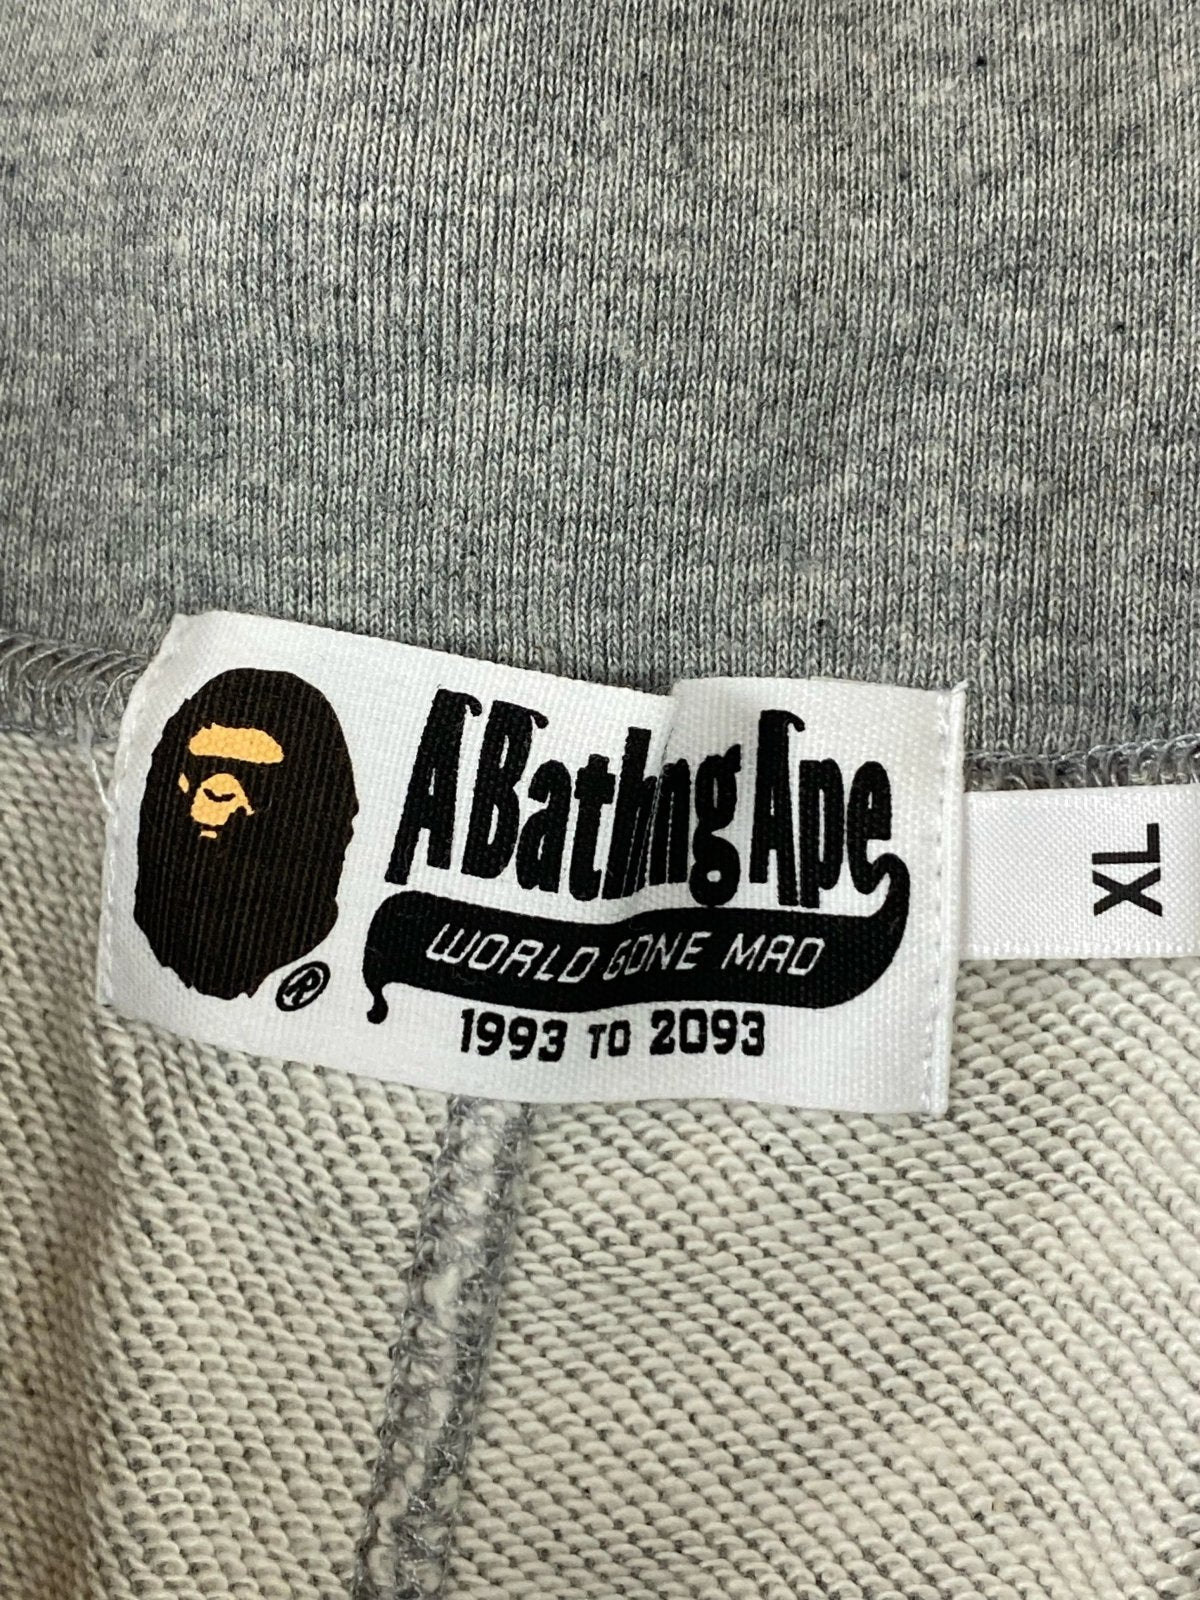 A Bathing Ape
WORLD GONE MAD
1993 TO 2093
®
XL